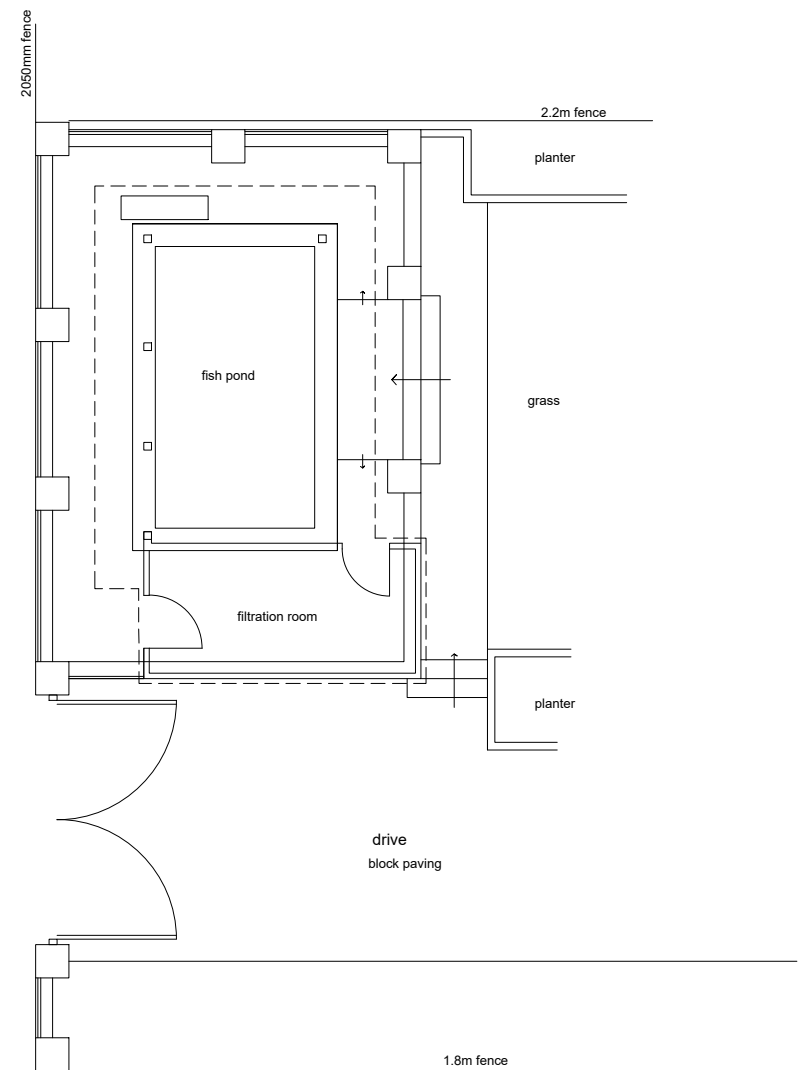 2050mm fence
2.2m fence
planter
fish pond
grass
filtration room
planter
drive
block paving
1.8m fence